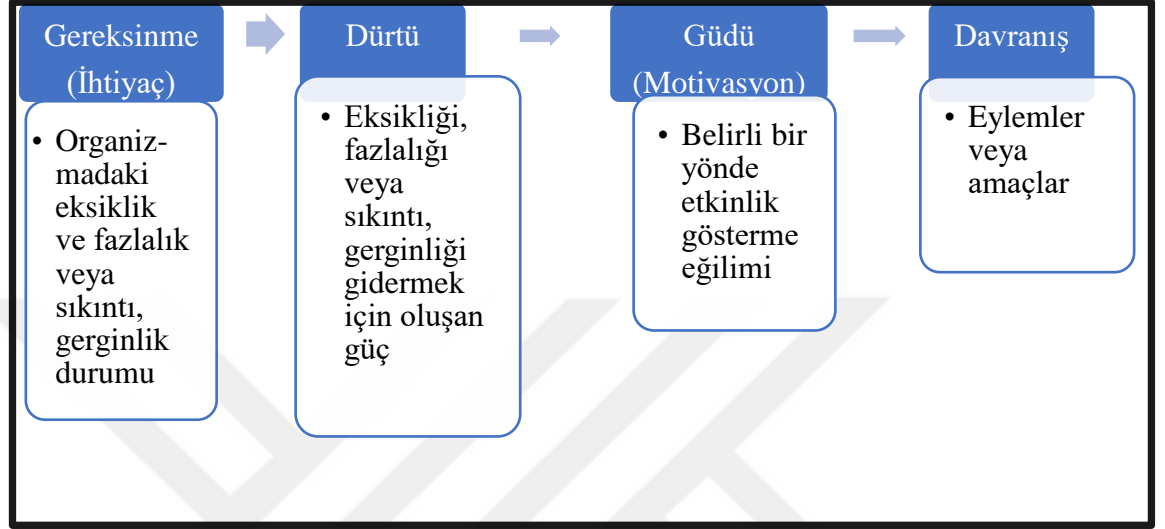 Gereksinme
(İhtiyaç)
• Organiz-
madaki
eksiklik
ve fazlalık
veya
sıkıntı,
gerginlik
durumu
Dürtü
• Eksikliği,
fazlalığı
veya
sıkıntı,
gerginliği
gidermek
için oluşan
güç
Güdü
(Motivasyon)
• Belirli bir
yönde
etkinlik
gösterme
eğilimi
Davranış
• Eylemler
veya
amaçlar